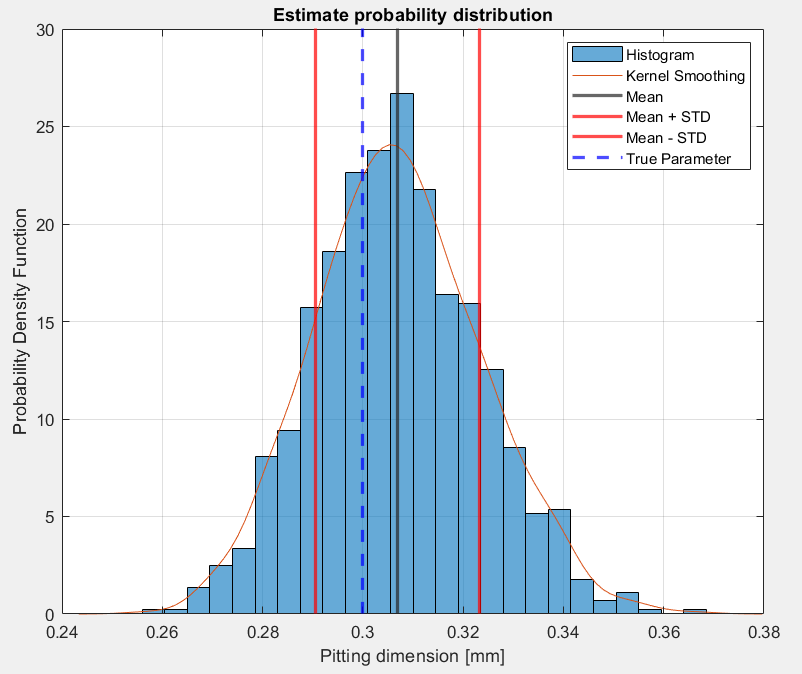 Estimate probability distribution
Histogram
Kernel Smoothing
Mean
Mean + STD
Mean - STD
True Parameter
Probability Density Function
30
25
20
15
10
5
0
0.24 0.26 0.28 0.3 0.32 0.34 0.36 0.38
Pitting dimension [mm]